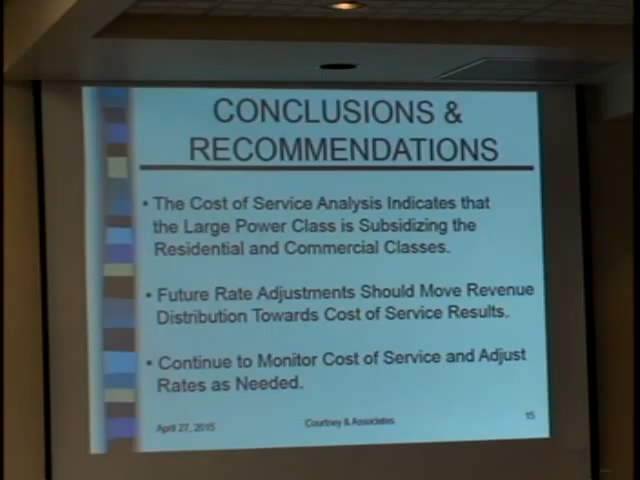 CONCLUSIONS &
RECOMMENDATIONS
• The Cost of Service Analysis Indicates that
the Large Power Class is Subsidizing the
Residential and Commercial Classes.
• Future Rate Adjustments Should Move Revenue
Distribution Towards Cost of Service Results.
• Continue to Monitor Cost of Service and Adjust
Rates as Needed.
April 27, 2015 Courtney & Associates 15